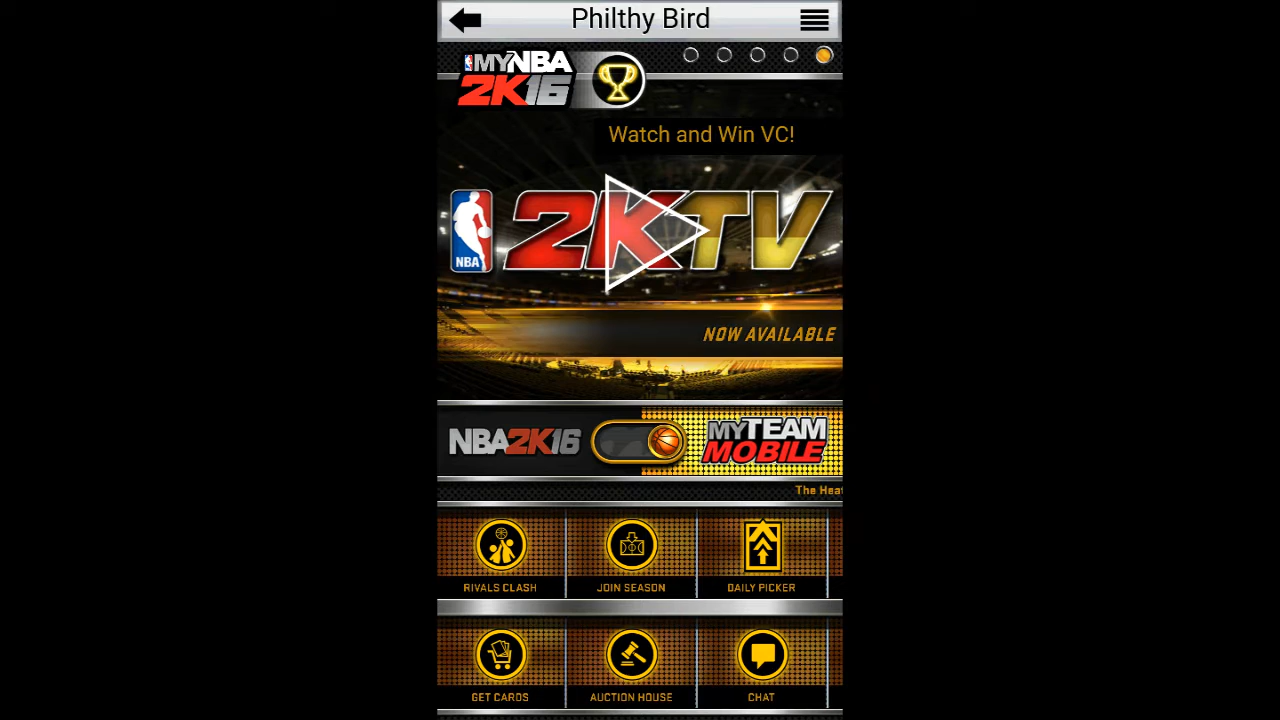 Philthy Bird
MYNBA
2K16
Watch and Win VC!
NBA
2KTV
NOW AVAILABLE
NBA2K16
MYTEAM
MOBILE
The Heat
RIVALS CLASH
JOIN SEASON
DAILY PICKER
GET CARDS
AUCTION HOUSE
CHAT